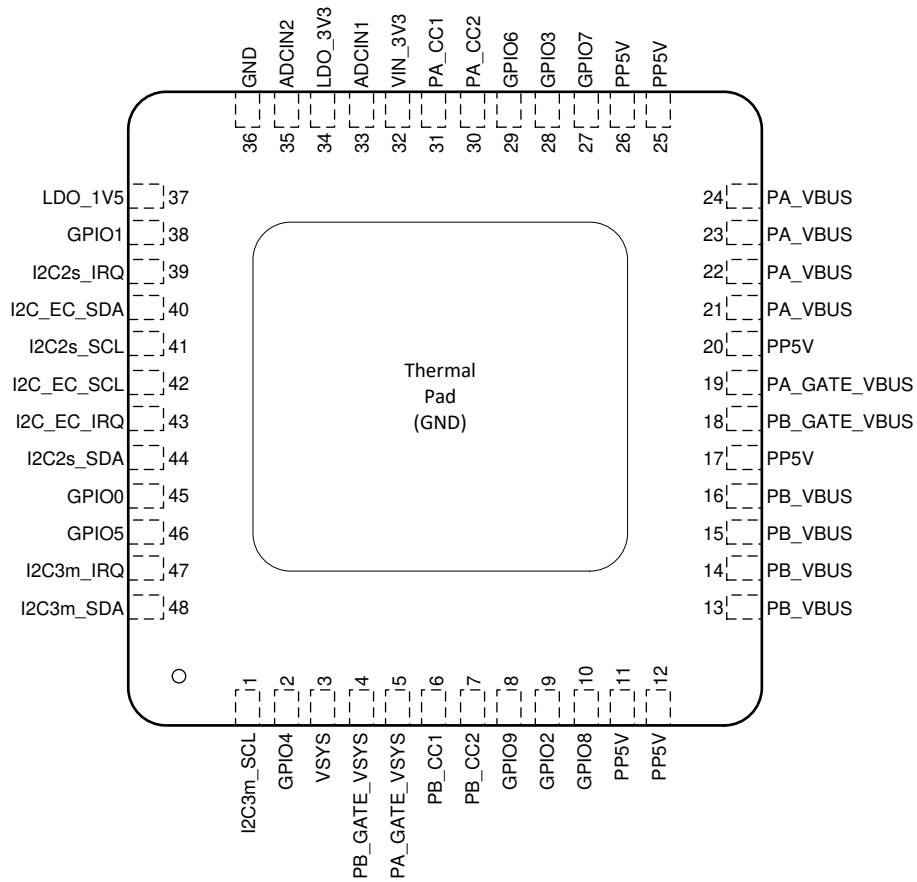 GND
ADCIN2
LDO_3V3
ADCIN1
VIN_3V3
PA_CC1
PA_CC2
GPIO6
GPIO3
GPIO7
PP5V
PP5V
36
35
34
33
32
31
30
29
28
27
26
25
LDO_1V5 37
GPIO1 38
I2C2s_IRQ 39
I2C_EC_SDA 40
I2C2s_SCL 41
I2C_EC_SCL 42
I2C_EC_IRQ 43
I2C2s_SDA 44
GPIO0 45
GPIO5 46
I2C3m_IRQ 47
I2C3m_SDA 48
Thermal
Pad
(GND)
24 PA_VBUS
23 PA_VBUS
22 PA_VBUS
21 PA_VBUS
20 PP5V
19 PA_GATE_VBUS
18 PB_GATE_VBUS
17 PP5V
16 PB_VBUS
15 PB_VBUS
14 PB_VBUS
13 PB_VBUS
1
2
3
4
5
6
7
8
9
10
11
12
I2C3m_SCL
GPIO4
VSYS
PB_GATE_VSYS
PA_GATE_VSYS
PB_CC1
PB_CC2
GPIO9
GPIO2
GPIO8
PP5V
PP5V